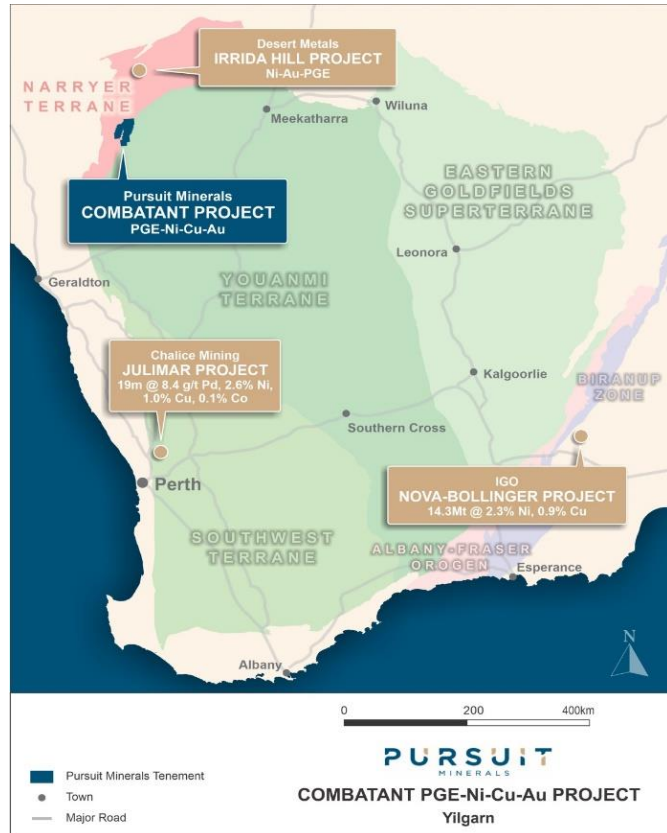 Desert Metals
IRRIDA HILL PROJECT
Ni-Au-PGE
NARRYER
TERRANE
Meekatharra
Wiluna
Pursuit Minerals
COMBATANT PROJECT
PGE-Ni-Cu-Au
EASTERN
GOLDFIELDS
SUPERTERRANE
Leonora
Geraldton
YOUANMI
TERRANE
Chalice Mining
JULIMAR PROJECT
19m @ 8.4 g/t Pd, 2.6% Ni,
1.0% Cu, 0.1% Co
Kalgoorlie
BIRANUP
ZONE
Southern Cross
Perth
IGO
NOVA-BOLLINGER PROJECT
14.3Mt @ 2.3% Ni, 0.9% Cu
SOUTHWEST
TERRANE
ALBANY-FRASER
OROGEN
Esperance
Albany
N
0 200 400km
PURSUIT
MINERALS
Pursuit Minerals Tenement
Town
Major Road
COMBATANT PGE-Ni-Cu-Au PROJECT
Yilgarn